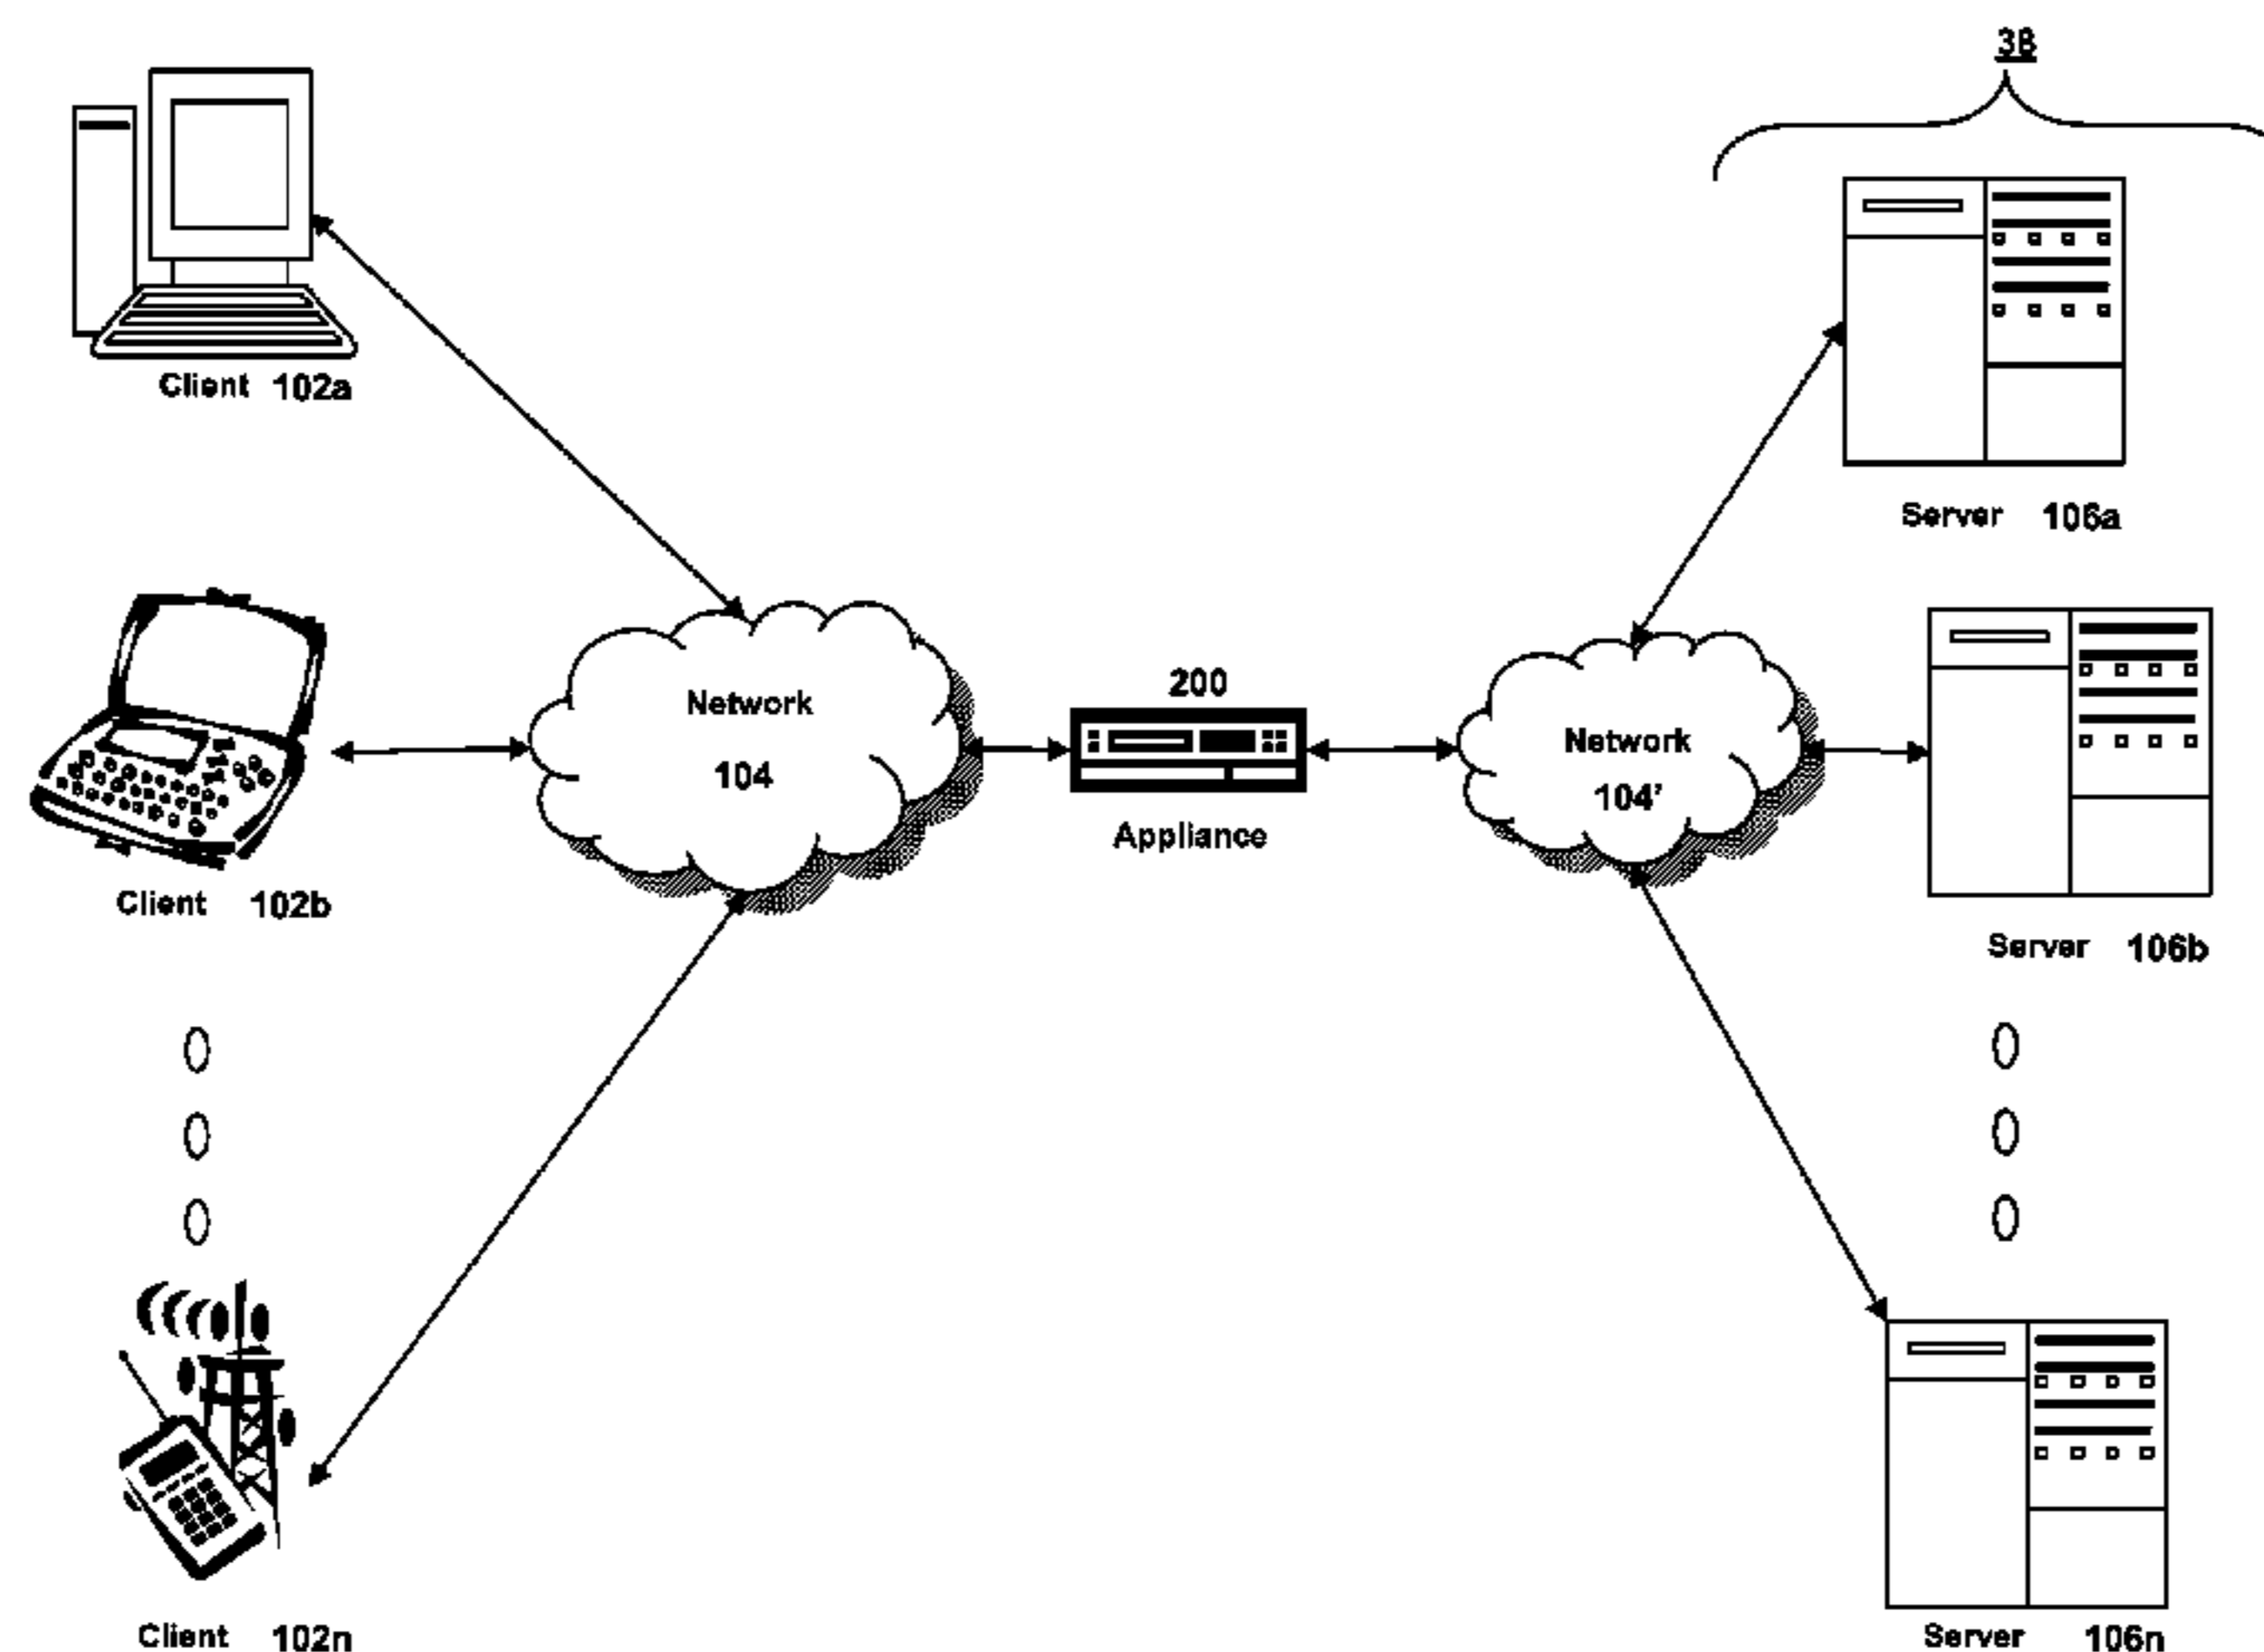 38
Client 102a
Server 106a
200
Network
104
Network
104'
Appliance
Client 102b
Server 106b
Client 102n
Server 106n